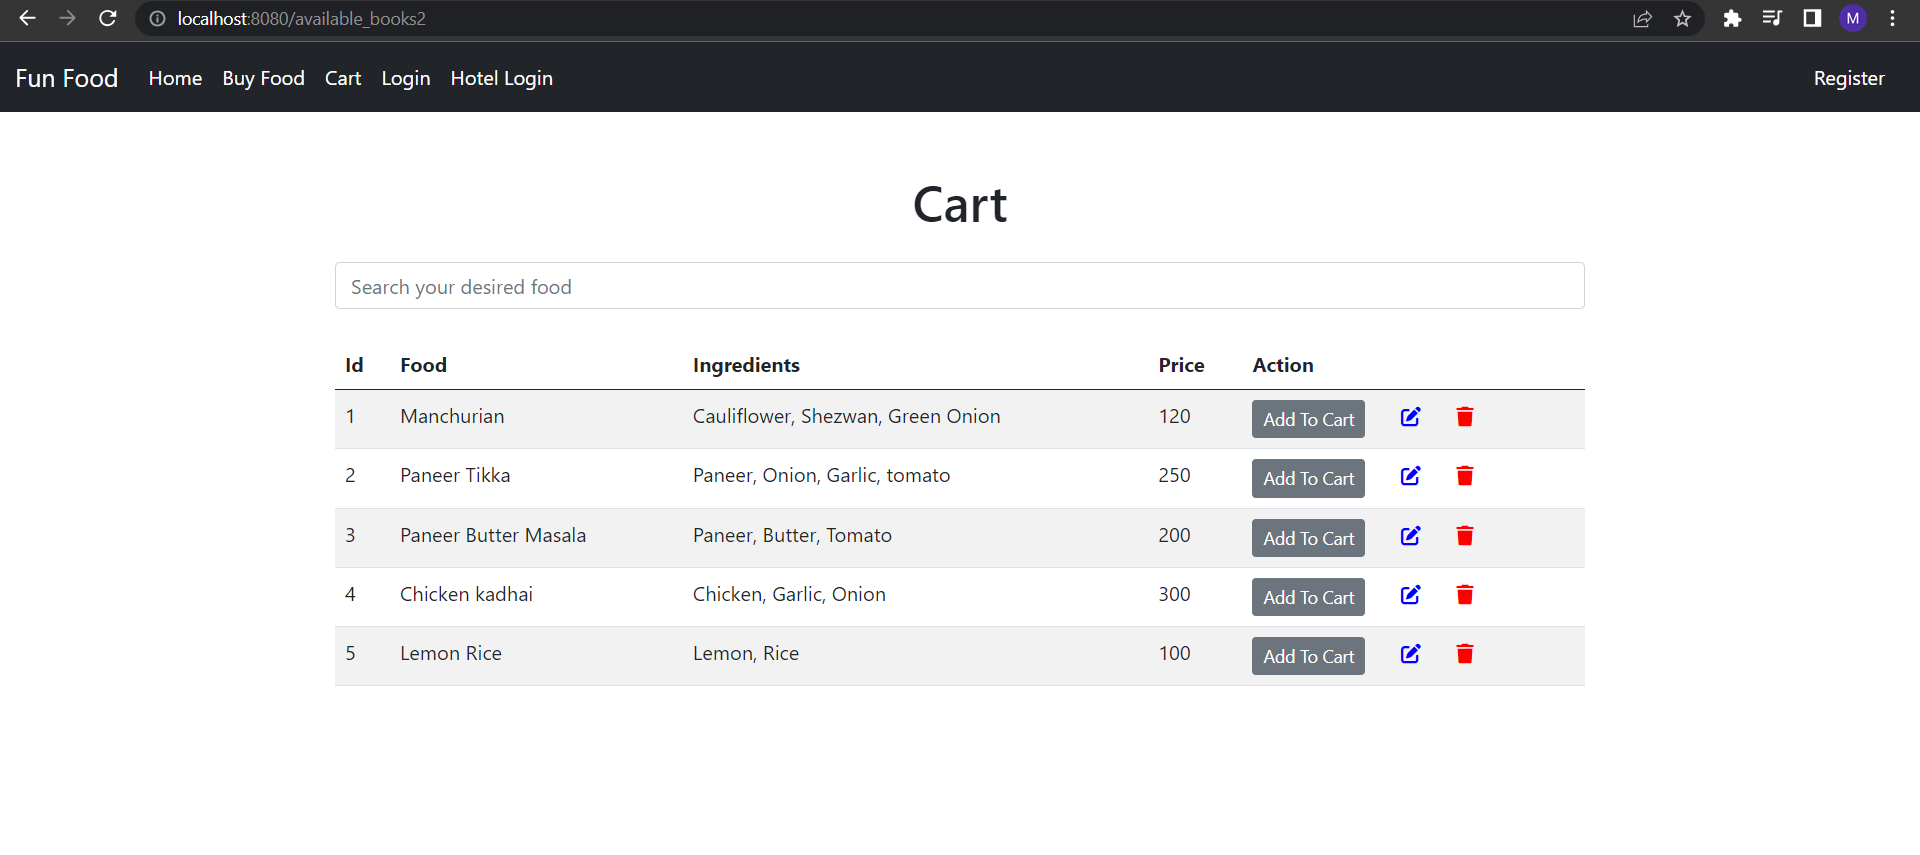 localhost:8080/available_books2
M
Fun Food Home Buy Food Cart Login Hotel Login Register
Cart
Search your desired food
Id Food Ingredients Price Action
1 Manchurian Cauliflower, Shezwan, Green Onion 120 Add To Cart
2 Paneer Tikka Paneer, Onion, Garlic, tomato 250 Add To Cart
3 Paneer Butter Masala Paneer, Butter, Tomato 200 Add To Cart
4 Chicken kadhai Chicken, Garlic, Onion 300 Add To Cart
5 Lemon Rice Lemon, Rice 100 Add To Cart